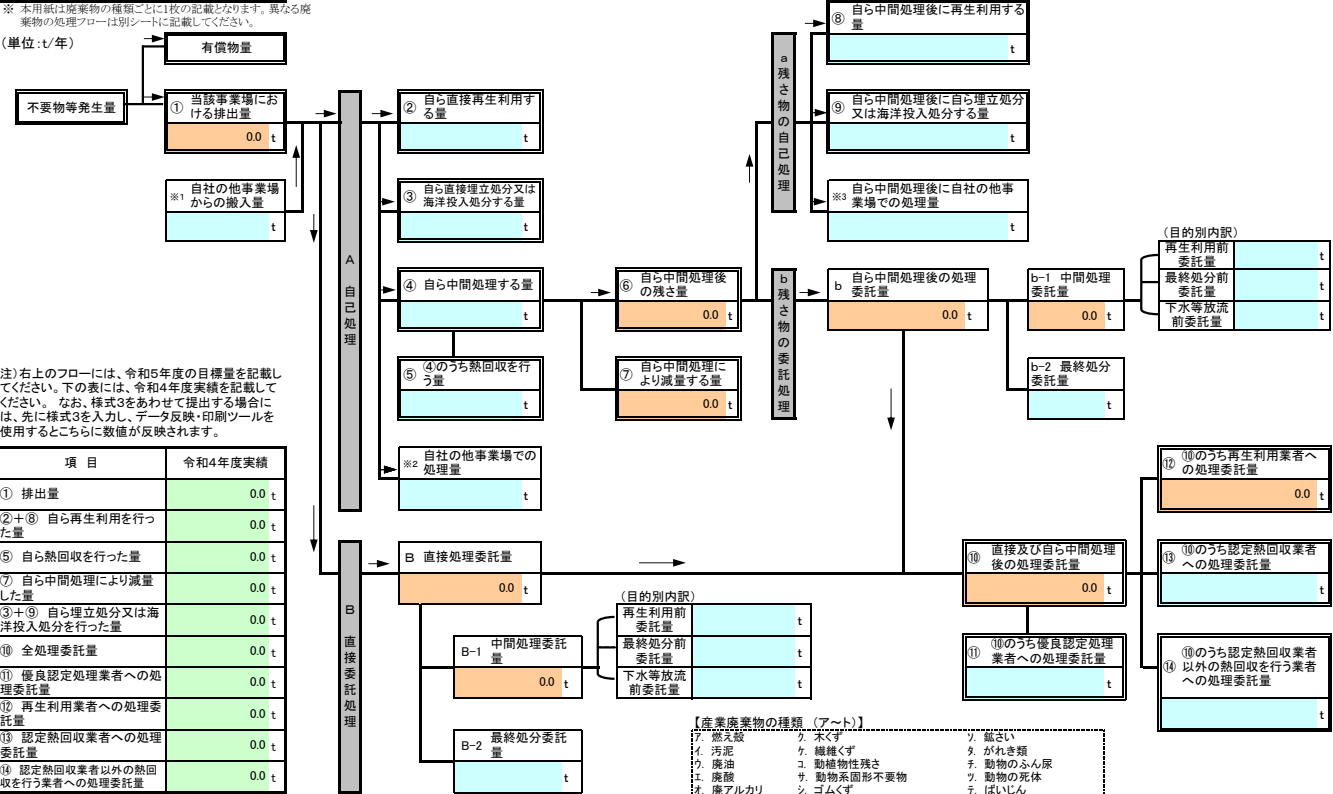 ※ 本用紙は廃棄物の種類ごとに1枚の記載となります。異なる廃
棄物の処理フローは別シートに記載してください。
(単位:t/年)
有償物量
不要物等発生量
① 当該事業場にお
ける排出量
0.0 t
※1 自社の他事業場
からの搬入量
t
A 自己処理
② 自ら直接再生利用す
る量
t
③ 自ら直接埋立処分又は
海洋投入処分する量
t
④ 自ら中間処理する量
t
⑤ ④のうち熱回収を行
う量
t
※2 自社の他事業場での
処理量
t
⑥ 自ら中間処理後
の残さ量
0.0 t
⑦ 自ら中間処理に
より減量する量
0.0 t
a 残さ物の自己処理
⑧ 自ら中間処理後に再生利用する
量
t
⑨ 自ら中間処理後に自ら埋立処分
又は海洋投入処分する量
t
※3 自ら中間処理後に自社の他事
業場での処理量
t
b 残さ物の委託処理
b 自ら中間処理後の処理
委託量
0.0 t
b-1 中間処理
委託量
0.0 t
b-2 最終処分
委託量
t
(目的別内訳)
再生利用前
委託量
t
最終処分前
委託量
t
下水等放流
前委託量
t
注)右上のフローには、令和5年度の目標量を記載し
てください。下の表には、令和4年度実績を記載して
ください。 なお、様式3をあわせて提出する場合に
は、先に様式3を入力し、データ反映・印刷ツールを
使用するとこちらに数値が反映されます。
項 目 令和4年度実績
① 排出量 0.0 t
②+⑧ 自ら再生利用を行っ
た量 0.0 t
⑤ 自ら熱回収を行った量 0.0 t
⑦ 自ら中間処理により減量
した量 0.0 t
③+⑨ 自ら埋立処分又は海
洋投入処分を行った量 0.0 t
⑩ 全処理委託量 0.0 t
⑪ 優良認定処理業者への処
理委託量 0.0 t
⑫ 再生利用業者への処理委
託量 0.0 t
⑬ 認定熱回収業者への処理
委託量 0.0 t
⑭ 認定熱回収業者以外の熱回
収を行う業者への処理委託量 0.0 t
B 直接委託処理
B 直接処理委託量
0.0 t
B-1 中間処理委託
量
0.0 t
B-2 最終処分委託
量
t
(目的別内訳)
再生利用前
委託量
t
最終処分前
委託量
t
下水等放流
前委託量
t
⑩ 直接及び自ら中間処理
後の処理委託量
0.0 t
⑪ ⑩のうち優良認定処理
業者への処理委託量
t
⑫ ⑩のうち再生利用業者へ
の処理委託量
0.0 t
⑬ ⑩のうち認定熱回収業者
への処理委託量
t
⑭ ⑩のうち認定熱回収業者
以外の熱回収を行う業者
への処理委託量
t
【産業廃棄物の種類 (ア~ト)】
ア. 燃え殻 ク. 木くず ソ. 鉱さい
イ. 汚泥 ケ. 繊維くず タ. がれき類
ウ. 廃油 コ. 動植物性残さ チ. 動物のふん尿
エ. 廃酸 サ. 動物系固形不要物 ツ. 動物の死体
オ. 廃アルカリ シ. ゴムくず テ. ばいじん